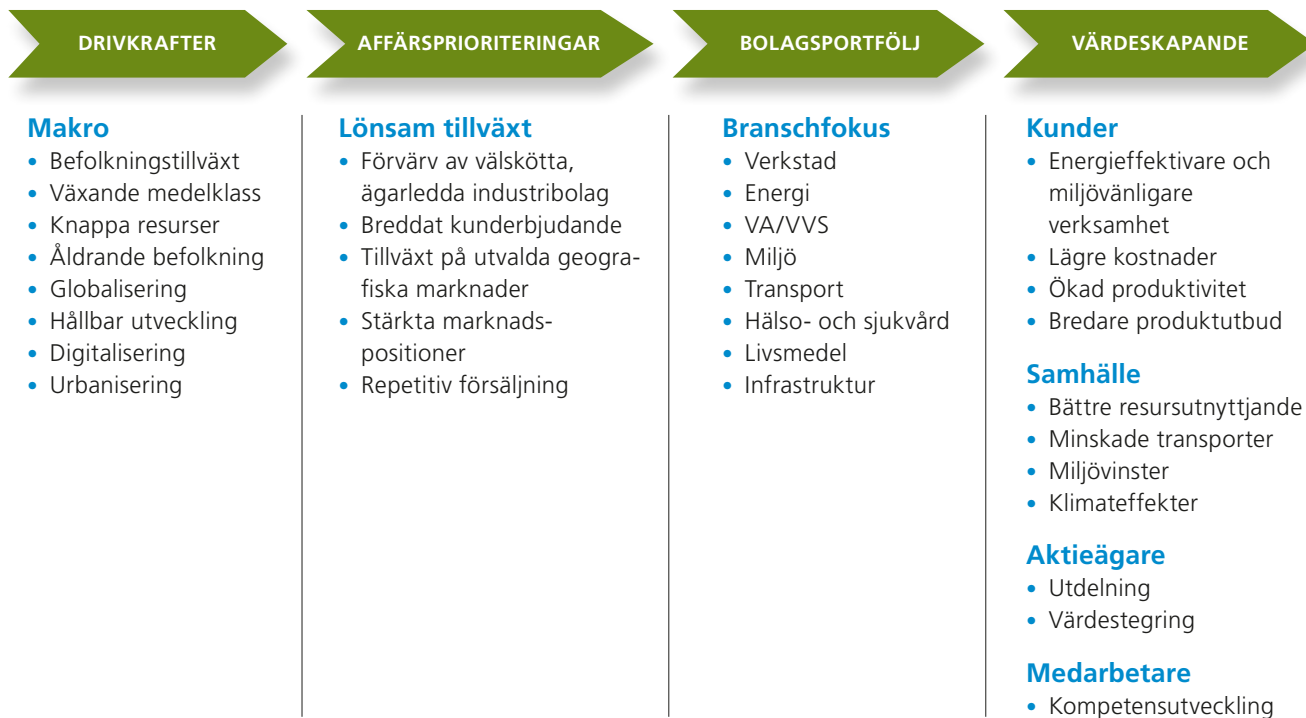 DRIVKRAFTER
AFFÄRSPRIORITERINGAR
BOLAGSPORTFÖLJ
VÄRDESKAPANDE
Makro
• Befolkningstillväxt
• Växande medelklass
• Knappa resurser
• Åldrande befolkning
• Globalisering
• Hållbar utveckling
• Digitalisering
• Urbanisering
Lönsam tillväxt
• Förvärv av välskötta,
ägarledda industribolag
• Breddat kunderbjudande
• Tillväxt på utvalda geogra-
fiska marknader
• Stärkta marknads-
positioner
• Repetitiv försäljning
Branschfokus
• Verkstad
• Energi
• VA/VVS
• Miljö
• Transport
• Hälso- och sjukvård
• Livsmedel
• Infrastruktur
Kunder
• Energieffektivare och
miljövänligare
verksamhet
• Lägre kostnader
• Ökad produktivitet
• Bredare produktutbud
Samhälle
• Bättre resursutnyttjande
• Minskade transporter
• Miljövinster
• Klimateffekter
Aktieägare
• Utdelning
• Värdestegring
Medarbetare
• Kompetensutveckling